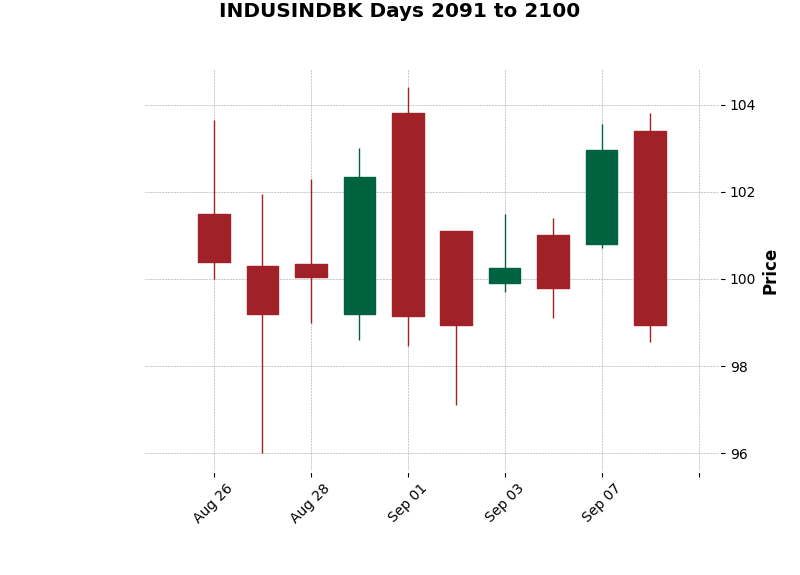 INDUSINDBK Days 2091 to 2100
104
102
100
98
96
Price
Aug 26
Aug 28
Sep 01
Sep 03
Sep 07